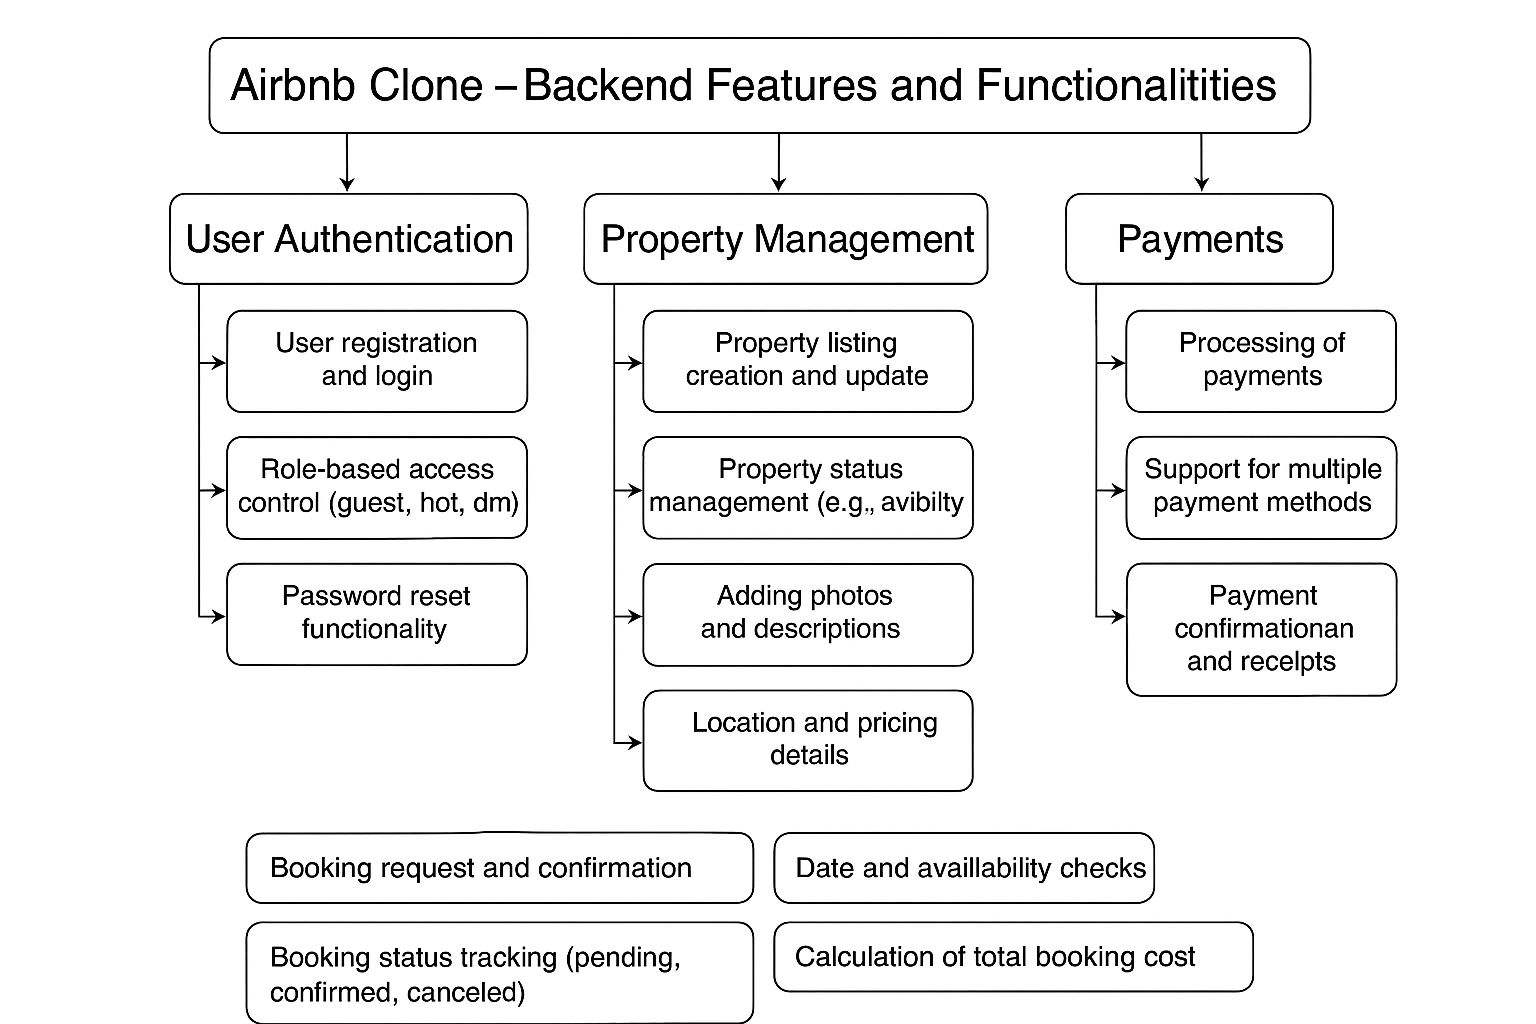 Airbnb Clone – Backend Features and Functionalitities
User Authentication
User registration
and login
Role-based access
control (guest, hot, dm)
Password reset
functionality
Property Management
Property listing
creation and update
Property status
management (e.g., avibilty
Adding photos
and descriptions
Location and pricing
details
Payments
Processing of
payments
Support for multiple
payment methods
Payment
confirmationan
and recelpts
Booking request and confirmation
Date and availlability checks
Booking status tracking (pending,
confirmed, canceled)
Calculation of total booking cost